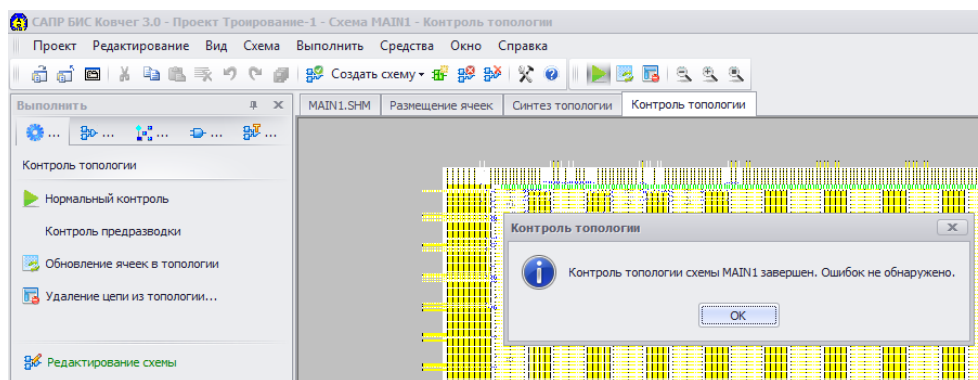 САПР БИС Ковчег 3.0 - Проект Троирование-1 - Схема MAIN1 - Контроль топологии
Проект Редактирование Вид Схема Выполнить Средства Окно Справка
Создать схему
Выполнить
MAIN1.SHM Размещение ячеек Синтез топологии Контроль топологии
... ... ... ... ...
Контроль топологии
Нормальный контроль
Контроль предразводки
Обновление ячеек в топологии
Удаление цепи из топологии...
Редактирование схемы
Контроль топологии
Контроль топологии схемы MAIN1 завершен. Ошибок не обнаружено.
OK